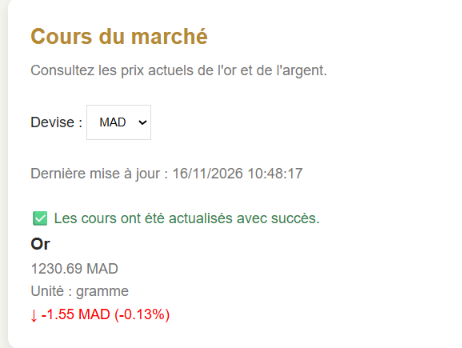 Cours du marché
Consultez les prix actuels de l'or et de l'argent.
Devise : MAD
Dernière mise à jour : 16/11/2026 10:48:17
✅ Les cours ont été actualisés avec succès.
Or
1230.69 MAD
Unité : gramme
↓ -1.55 MAD (-0.13%)